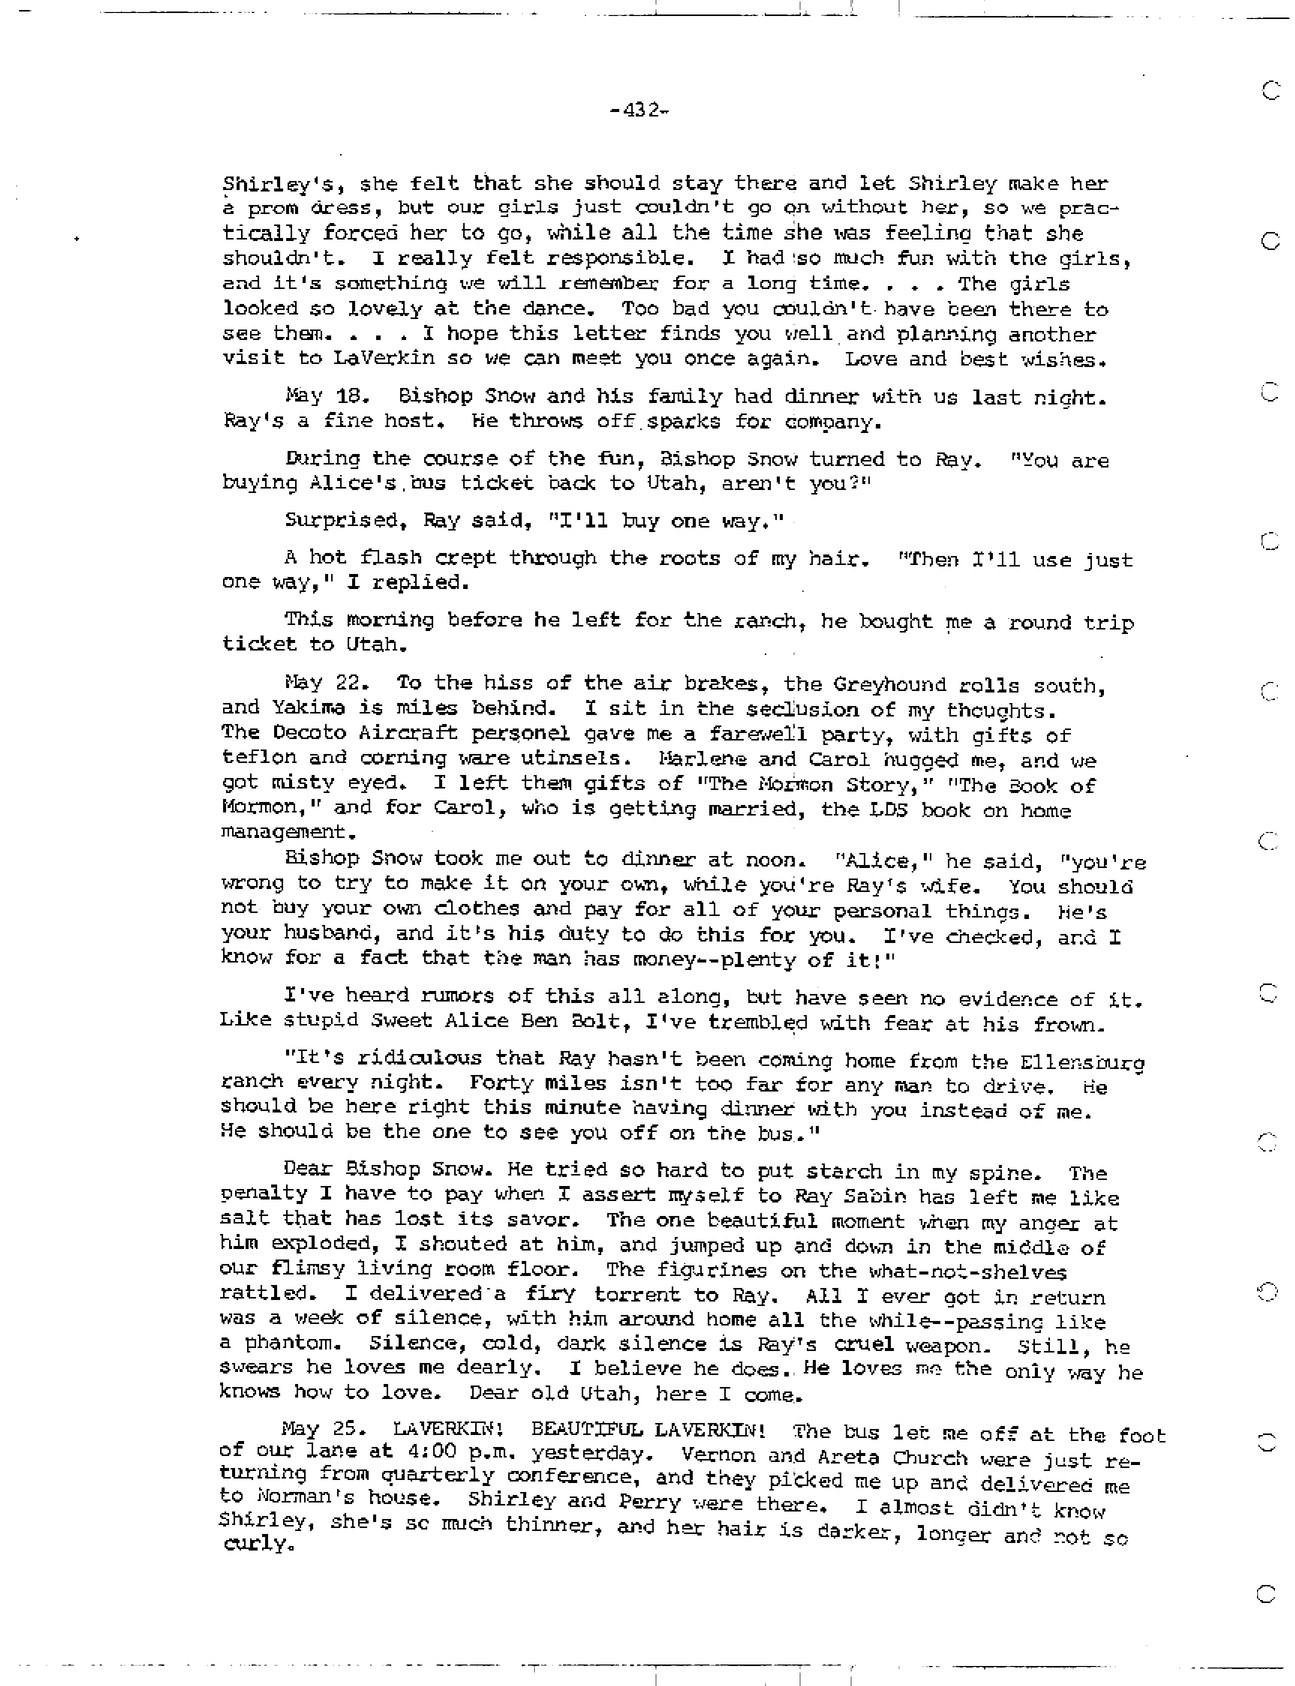 -432-
Shirley's, she felt that she should stay there and let Shirley make her
a prom dress, but our girls just couldn't go on without her, so we prac-
tically forced her to go, while all the time she was feeling that she
shouldn't. I really felt responsible. I had so much fun with the girls,
and it's something we will remember for a long time. . . . The girls
looked so lovely at the dance. Too bad you couldn't have been there to
see them. . . . I hope this letter finds you well and planning another
visit to LaVerkin so we can meet you once again. Love and best wishes.
May 18. Bishop Snow and his family had dinner with us last night.
Ray's a fine host. He throws off sparks for company.
During the course of the fun, Bishop Snow turned to Ray. "You are
buying Alice's bus ticket back to Utah, aren't you?"
Surprised, Ray said, "I'll buy one way."
A hot flash crept through the roots of my hair. "Then I'll use just
one way," I replied.
This morning before he left for the ranch, he bought me a round trip
ticket to Utah.
May 22. To the hiss of the air brakes, the Greyhound rolls south,
and Yakima is miles behind. I sit in the seclusion of my thoughts.
The Decoto Aircraft personel gave me a farewell party, with gifts of
teflon and corning ware utinsels. Marlene and Carol hugged me, and we
got misty eyed. I left them gifts of "The Mormon Story," "The Book of
Mormon," and for Carol, who is getting married, the LDS book on home
management.
Bishop Snow took me out to dinner at noon. "Alice," he said, "you're
wrong to try to make it on your own, while you're Ray's wife. You should
not buy your own clothes and pay for all of your personal things. He's
your husband, and it's his duty to do this for you. I've checked, and I
know for a fact that the man has money--plenty of it!"
I've heard rumors of this all along, but have seen no evidence of it.
Like stupid Sweet Alice Ben Bolt, I've trembled with fear at his frown.
"It's ridiculous that Ray hasn't been coming home from the Ellensburg
ranch every night. Forty miles isn't too far for any man to drive. He
should be here right this minute having dinner with you instead of me.
He should be the one to see you off on the bus."
Dear Bishop Snow. He tried so hard to put starch in my spine. The
penalty I have to pay when I assert myself to Ray Sabin has left me like
salt that has lost its savor. The one beautiful moment when my anger at
him exploded, I shouted at him, and jumped up and down in the middle of
our flimsy living room floor. The figurines on the what-not-shelves
rattled. I delivered a firy torrent to Ray. All I ever got in return
was a week of silence, with him around home all the while--passing like
a phantom. Silence, cold, dark silence is Ray's cruel weapon. Still, he
swears he loves me dearly. I believe he does. He loves me the only way he
knows how to love. Dear old Utah, here I come.
May 25. LAVERKIN! BEAUTIFUL LAVERKIN! The bus let me off at the foot
of our lane at 4:00 p.m. yesterday. Vernon and Areta Church were just re-
turning from quarterly conference, and they picked me up and delivered me
to Norman's house. Shirley and Perry were there. I almost didn't know
Shirley, she's so much thinner, and her hair is darker, longer and not so
curly.